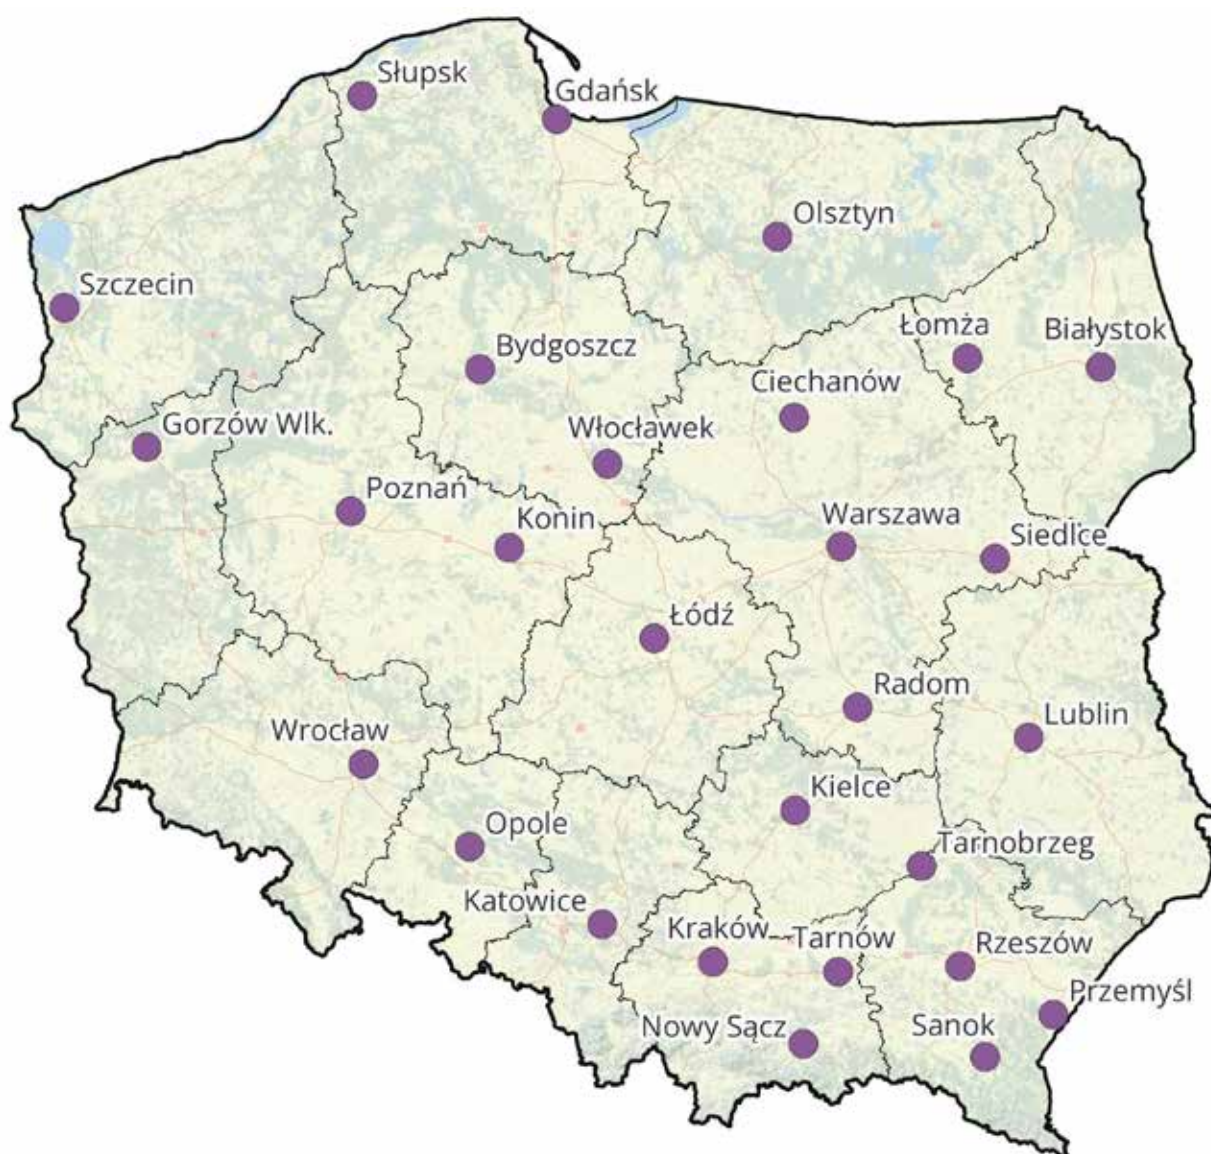 Słupsk
Gdańsk
Olsztyn
Szczecin
Łomża
Białystok
Bydgoszcz
Ciechanów
Gorzów Wlk.
Włocławek
Poznań
Konin
Warszawa
Siedlce
Łódź
Radom
Wrocław
Lublin
Kielce
Opole
Tarnobrzeg
Katowice
Kraków
Tarnów
Rzeszów
Przemyśl
Nowy Sącz
Sanok